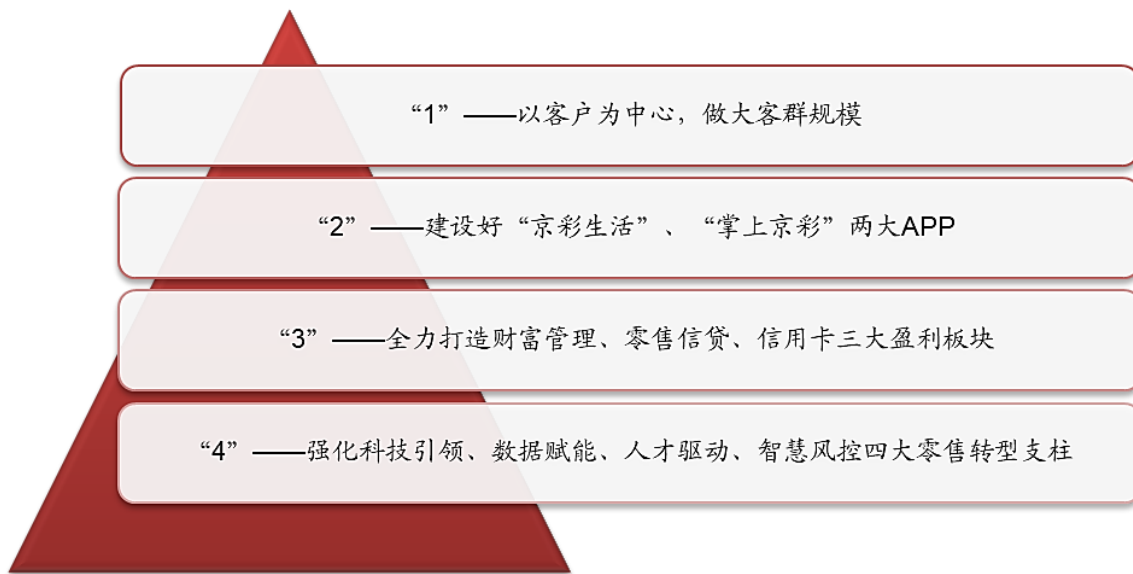 “1”——以客户为中心，做大客群规模
“2”——建设好“京彩生活”、“掌上京彩”两大APP
“3”——全力打造财富管理、零售信贷、信用卡三大盈利板块
“4”——强化科技引领、数据赋能、人才驱动、智慧风控四大零售转型支柱